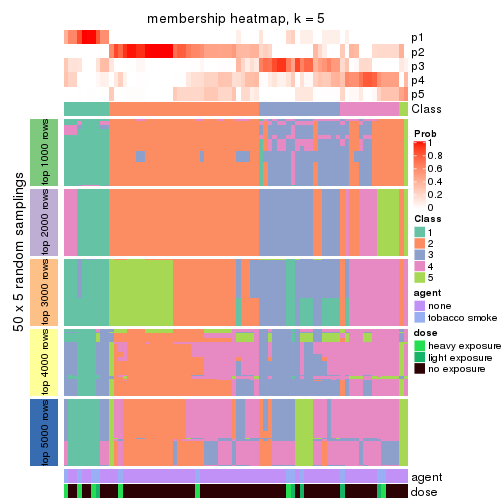 membership heatmap, k = 5
p1
p2
p3
p4
p5
Class
50 x 5 random samplings
top 1000 rows
top 2000 rows
top 3000 rows
top 4000 rows
top 5000 rows
Prob
1
0.8
0.6
0.4
0.2
0
Class
1
2
3
4
5
agent
none
tobacco smoke
dose
heavy exposure
light exposure
no exposure
agent
dose